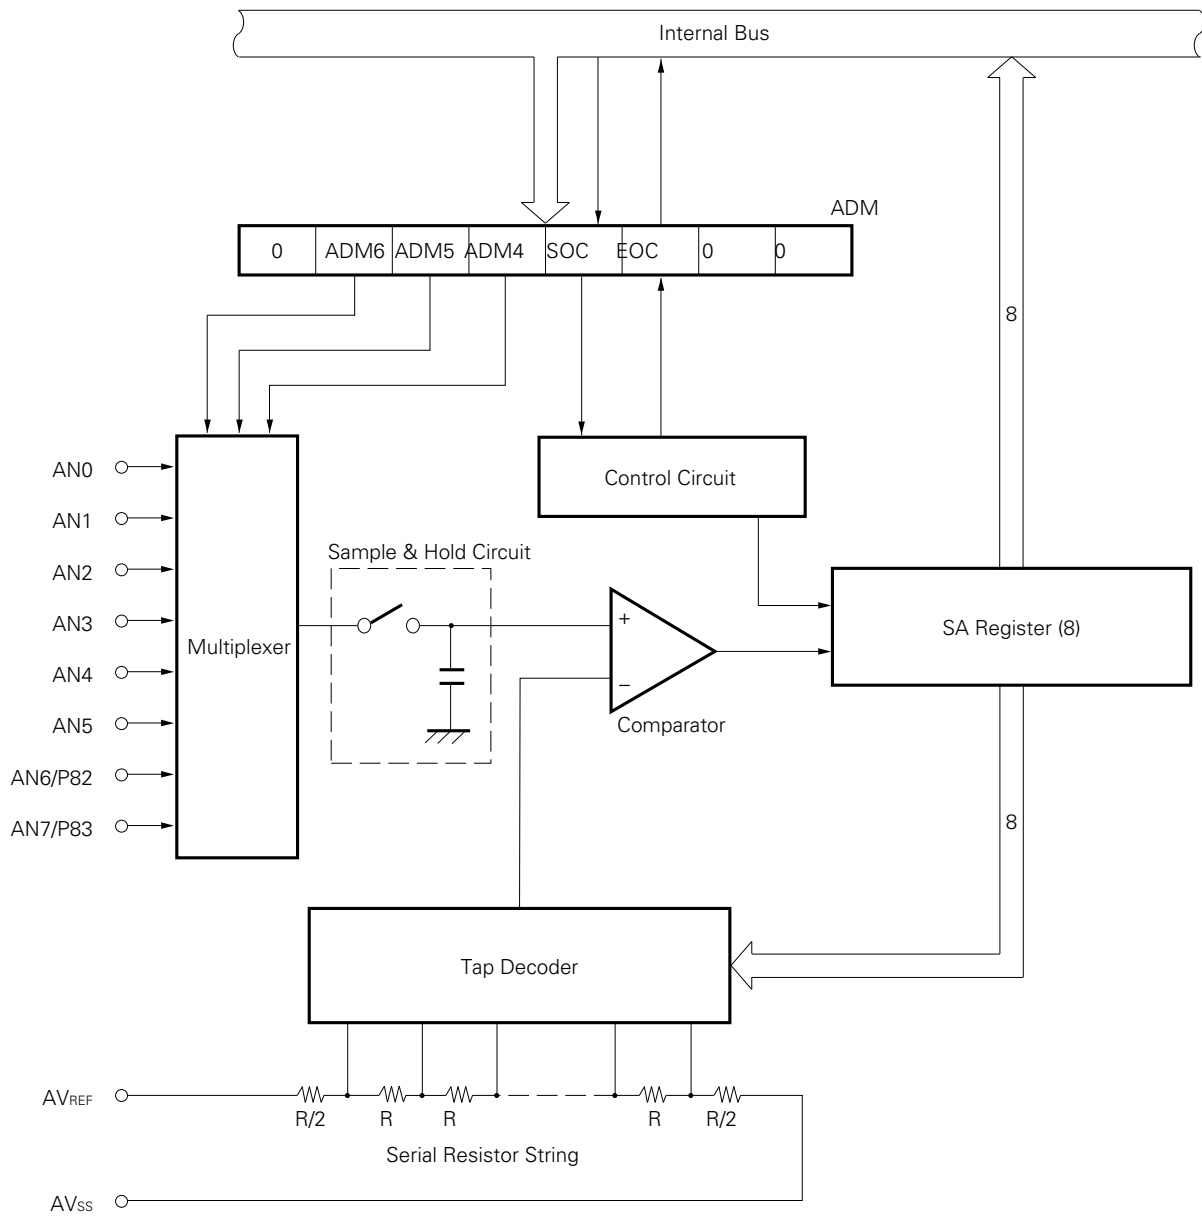 Internal Bus
ADM
0 ADM6 ADM5 ADM4 SOC EOC 0 0
8
AN0
AN1
AN2
AN3
AN4
AN5
AN6/P82
AN7/P83
Multiplexer
Control Circuit
Sample & Hold Circuit
+
−
Comparator
SA Register (8)
8
Tap Decoder
AVREF
R/2 R R R R/2
Serial Resistor String
AVSS